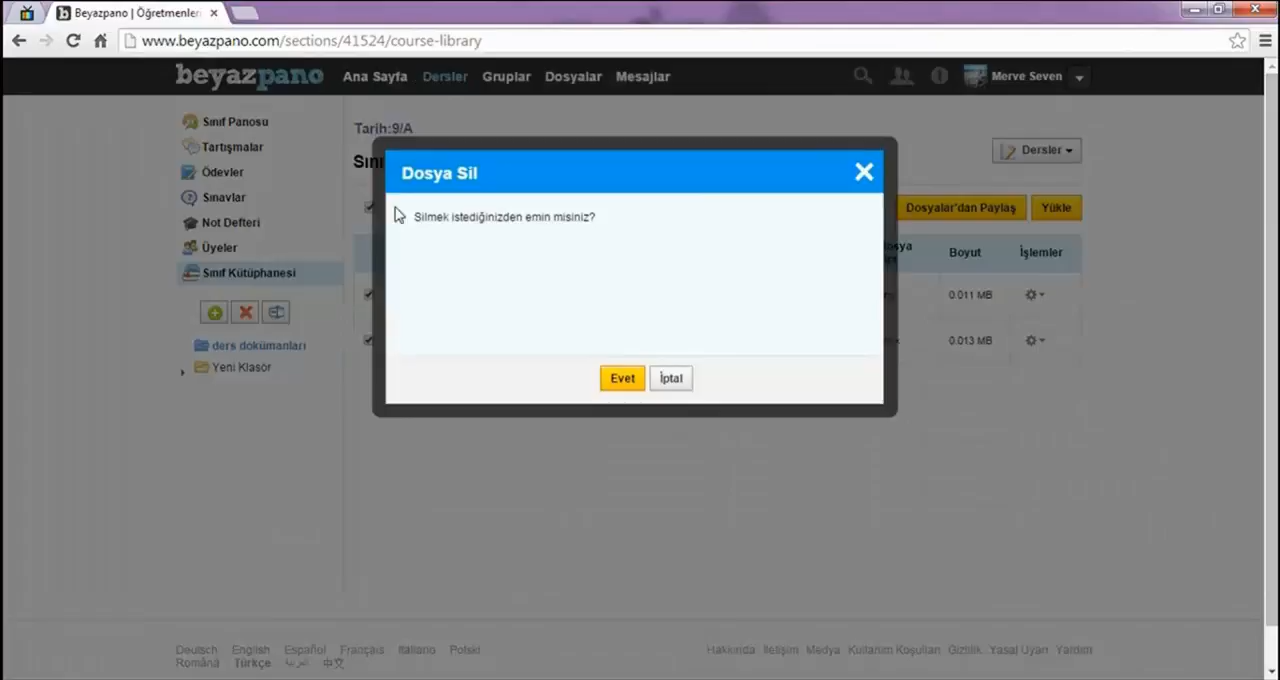 Beyazpano | Öğretmenler
www.beyazpano.com/sections/41524/course-library
beyazpano Ana Sayfa Dersler Gruplar Dosyalar Mesajlar Merve Seven
Sınıf Panosu
Tartışmalar
Ödevler
Sınavlar
Not Defteri
Üyeler
Sınıf Kütüphanesi
ders dokümanları
Yeni Klasör
Tarih:9/A
Dersler
Dosya Sil
Silmek istediğinizden emin misiniz?
Evet İptal
Dosyalar'dan Paylaş Yükle
Boyut İşlemler
0.011 MB
0.013 MB
Deutsch English Español Français Italiano Polski
Română Türkçe العربية 中文
Hakkında İletişim Medya Kullanım Koşulları Gizlilik Yasal Uyarı Yardım